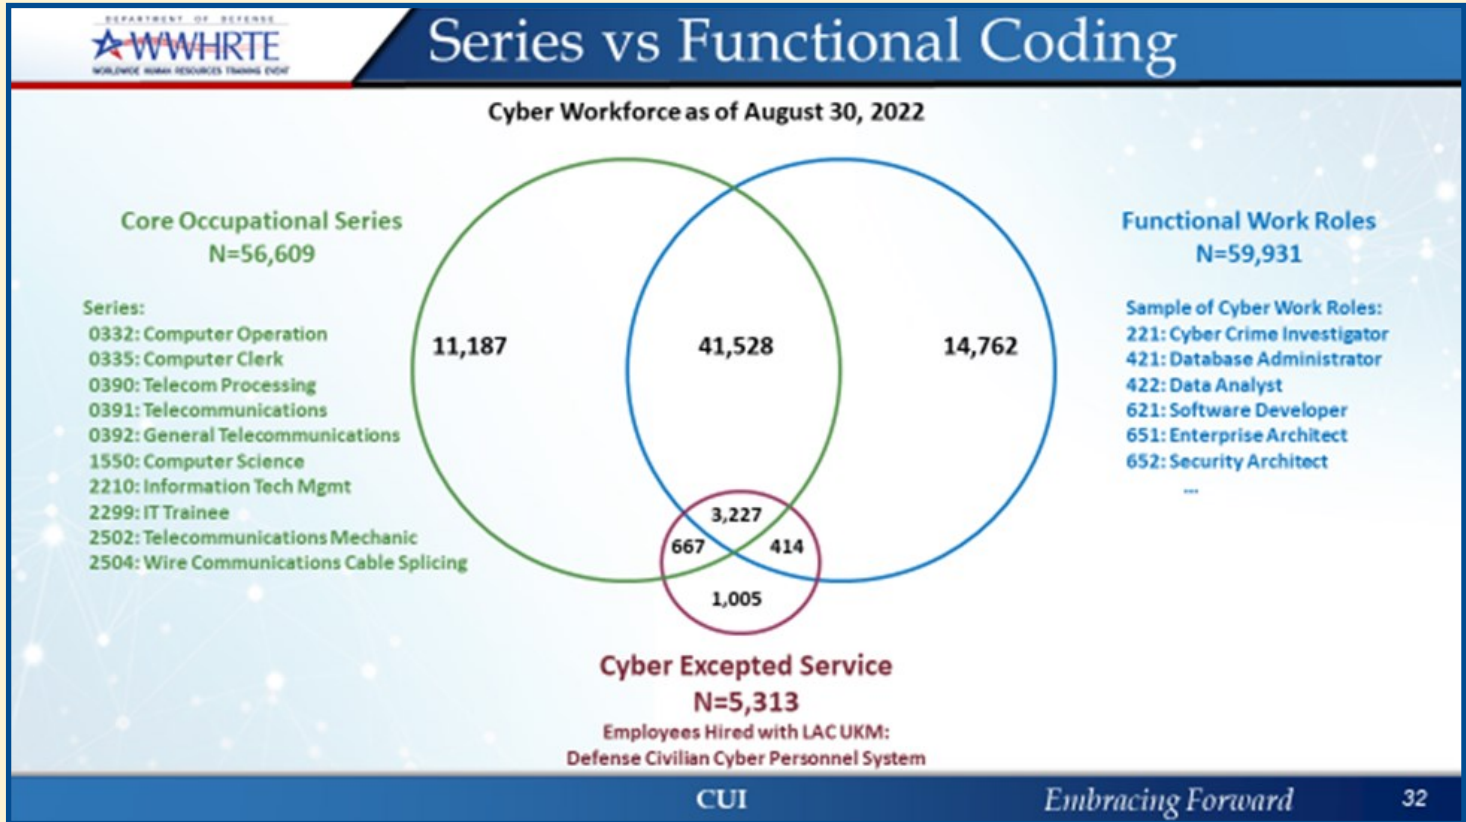 DEPARTMENT OF DEFENSE
WWHRTE
WORLDWIDE HUMAN RESOURCES TRAINING EVENT
Series vs Functional Coding
Cyber Workforce as of August 30, 2022
Core Occupational Series
N=56,609
Series:
0332: Computer Operation
0335: Computer Clerk
0390: Telecom Processing
0391: Telecommunications
0392: General Telecommunications
1550: Computer Science
2210: Information Tech Mgmt
2299: IT Trainee
2502: Telecommunications Mechanic
2504: Wire Communications Cable Splicing
11,187
41,528
14,762
3,227
667
414
1,005
Functional Work Roles
N=59,931
Sample of Cyber Work Roles:
221: Cyber Crime Investigator
421: Database Administrator
422: Data Analyst
621: Software Developer
651: Enterprise Architect
652: Security Architect
...
Cyber Excepted Service
N=5,313
Employees Hired with LAC UKM:
Defense Civilian Cyber Personnel System
CUI
Embracing Forward
32